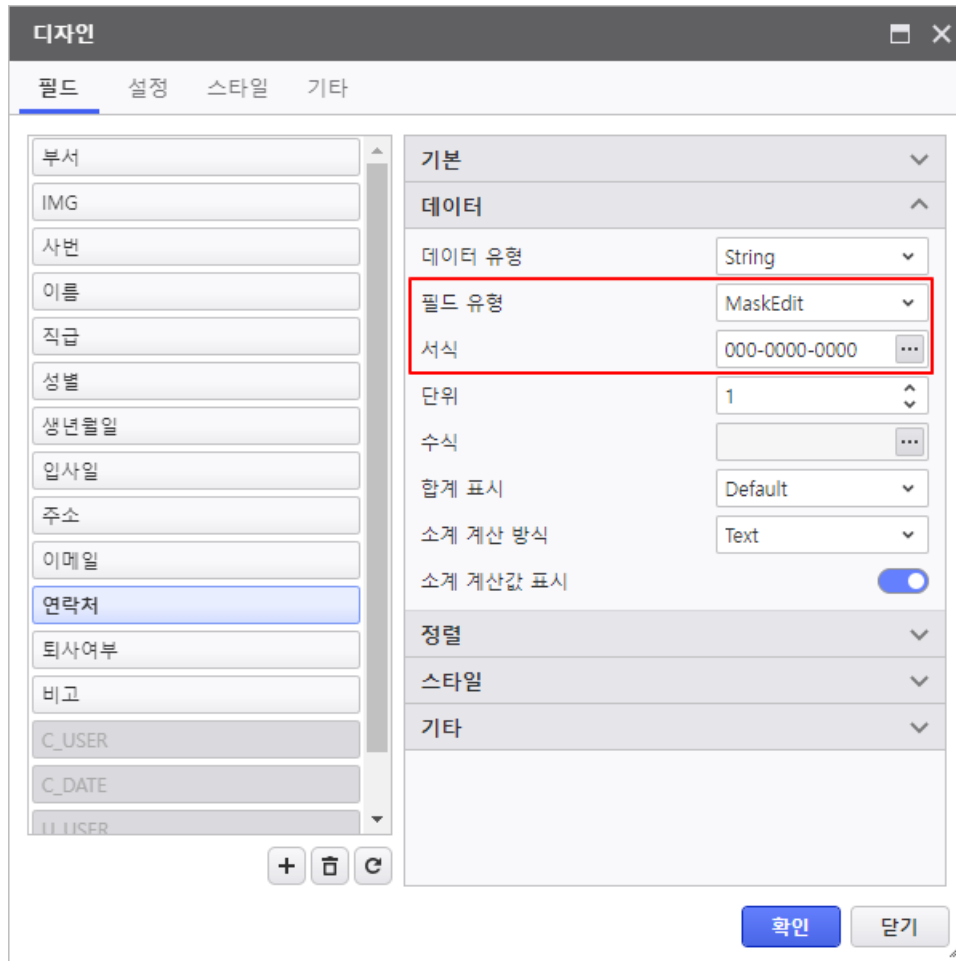 디자인
필드 설정 스타일 기타
부서
IMG
사번
이름
직급
성별
생년월일
입사일
주소
이메일
연락처
퇴사여부
비고
C_USER
C_DATE
U_USER
기본
데이터
데이터 유형 String
필드 유형 MaskEdit
서식 000-0000-0000
단위 1
수식
합계 표시 Default
소계 계산 방식 Text
소계 계산값 표시
정렬
스타일
기타
확인 닫기